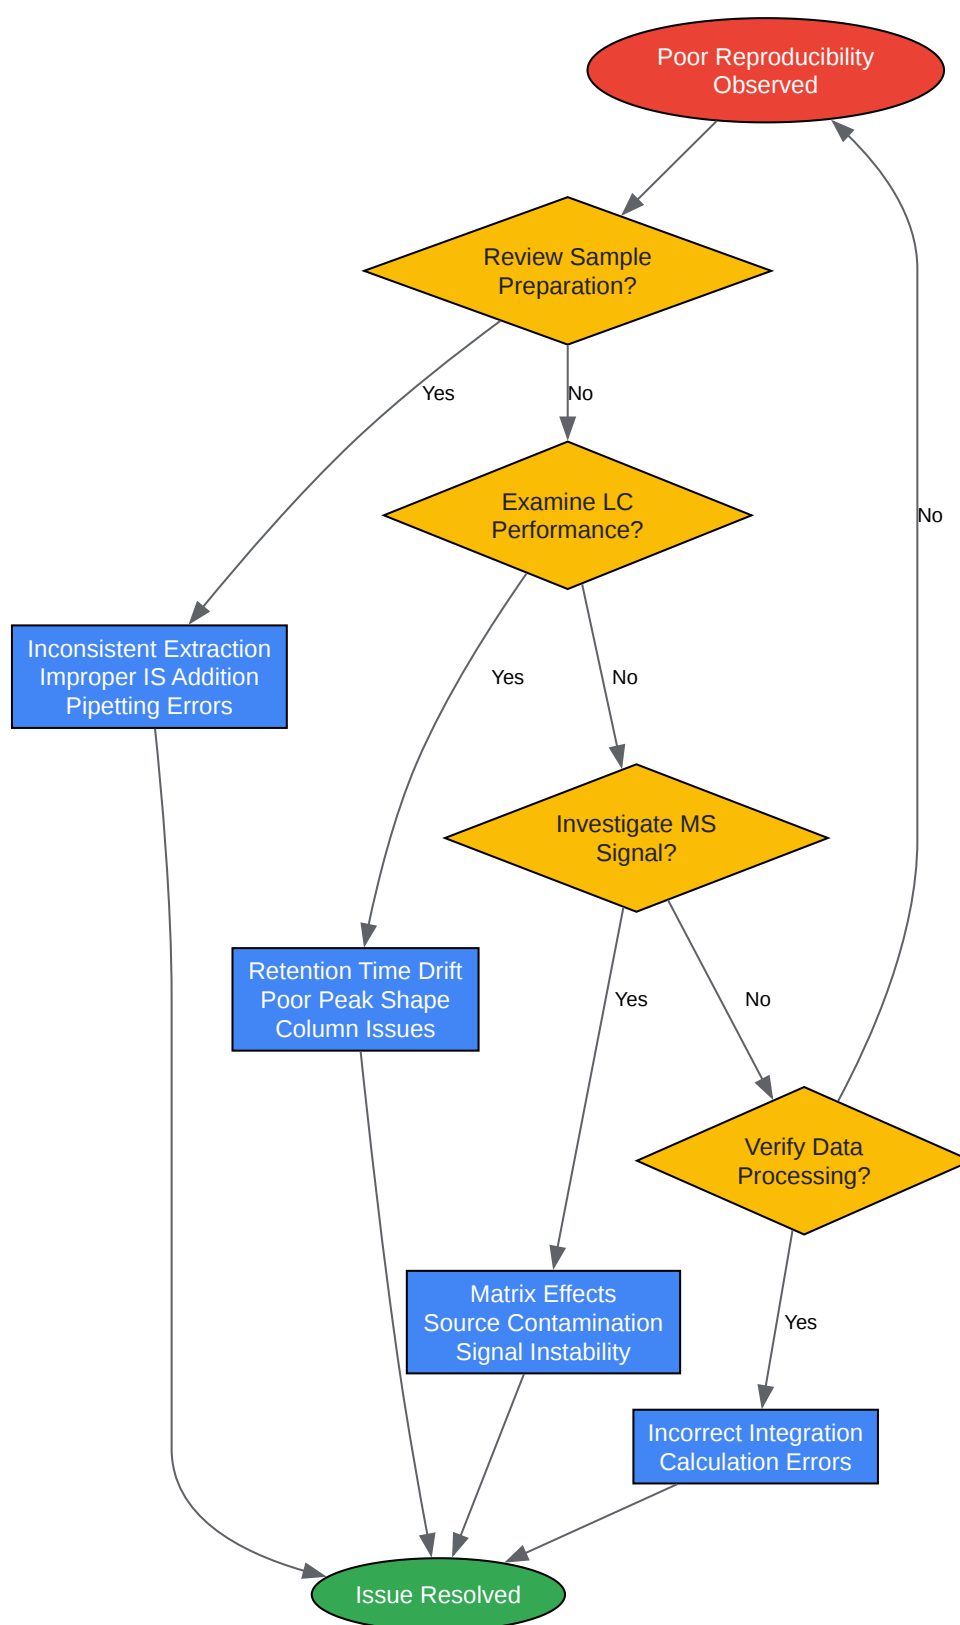 Poor Reproducibility
Observed
Review Sample
Preparation?
Yes
No
Examine LC
Performance?
No
Inconsistent Extraction
Improper IS Addition
Pipetting Errors
Yes
No
Investigate MS
Signal?
Retention Time Drift
Poor Peak Shape
Column Issues
Yes
No
Verify Data
Processing?
Matrix Effects
Source Contamination
Signal Instability
Yes
Incorrect Integration
Calculation Errors
Issue Resolved